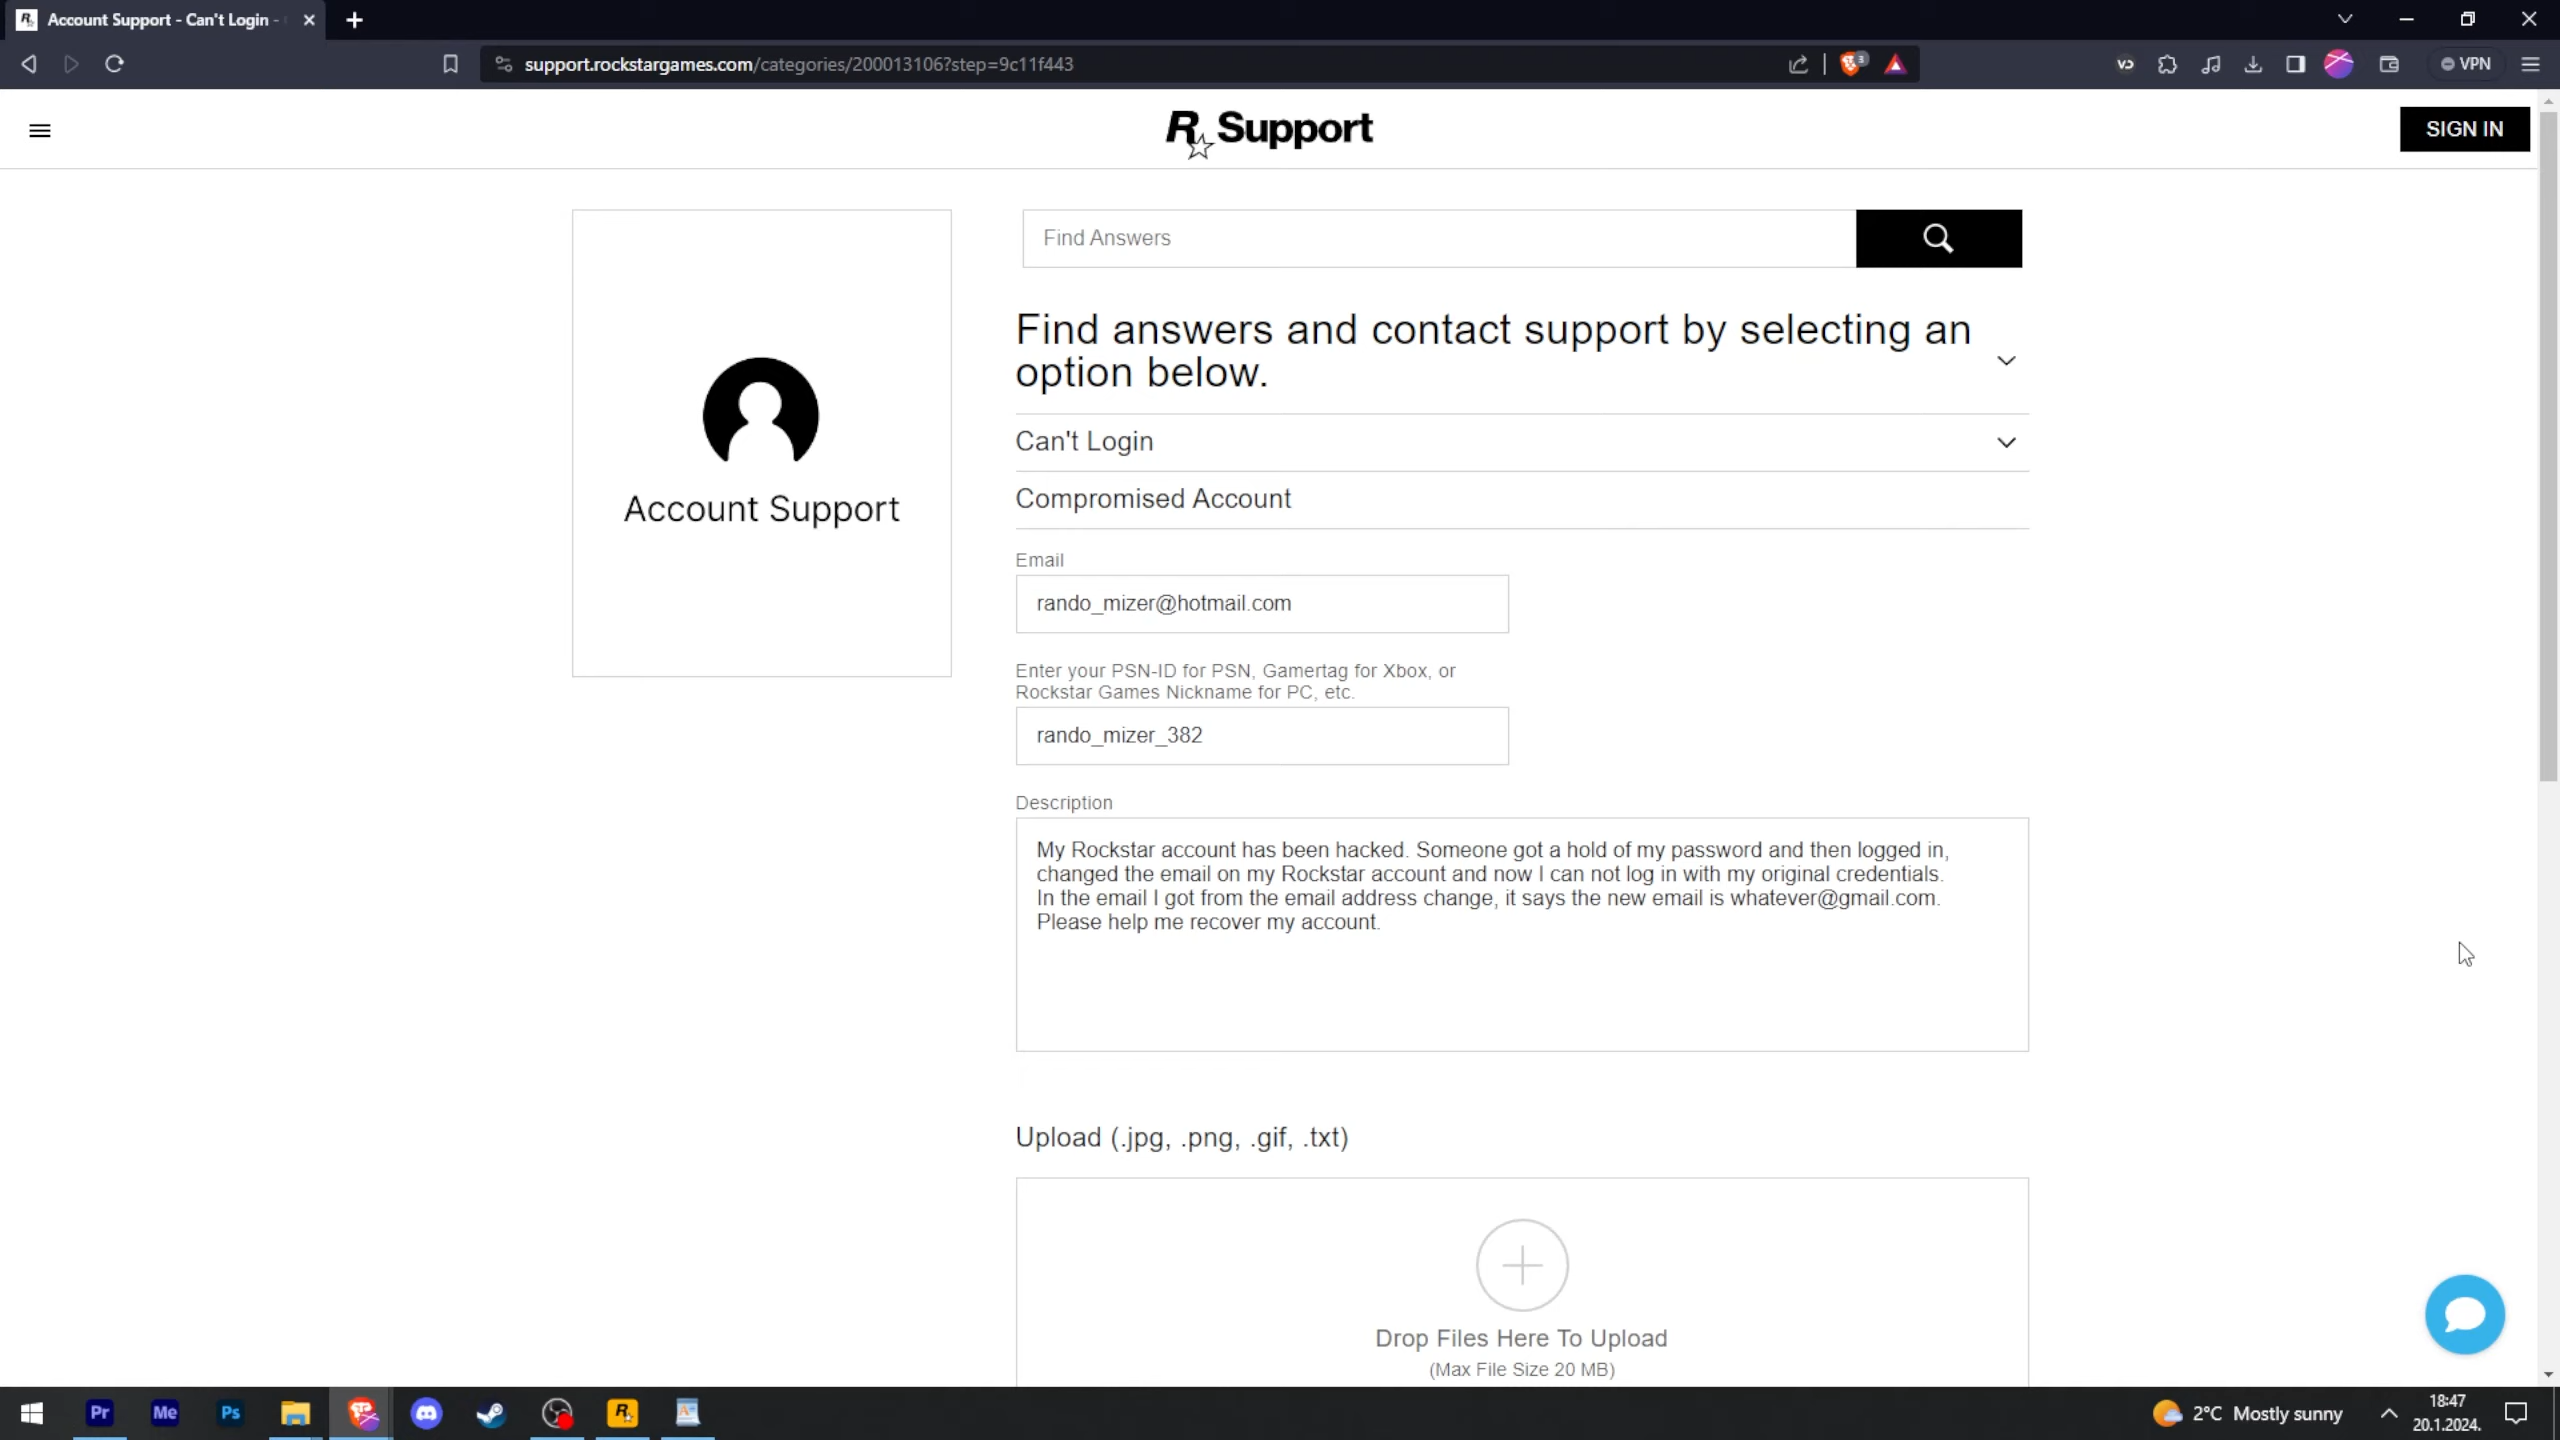 Account Support - Can't Login -
support.rockstargames.com/categories/200013106?step=9c11f443
3
VPN
R Support
SIGN IN
Find Answers
Find answers and contact support by selecting an
option below.
Account Support
Can't Login
Compromised Account
Email
rando_mizer@hotmail.com
Enter your PSN-ID for PSN, Gamertag for Xbox, or
Rockstar Games Nickname for PC, etc.
rando_mizer_382
Description
My Rockstar account has been hacked. Someone got a hold of my password and then logged in,
changed the email on my Rockstar account and now I can not log in with my original credentials.
In the email I got from the email address change, it says the new email is whatever@gmail.com.
Please help me recover my account.
Upload (.jpg, .png, .gif, .txt)
Drop Files Here To Upload
(Max File Size 20 MB)
Pr
Me
Ps
R
2°C Mostly sunny
18:47
20.1.2024.